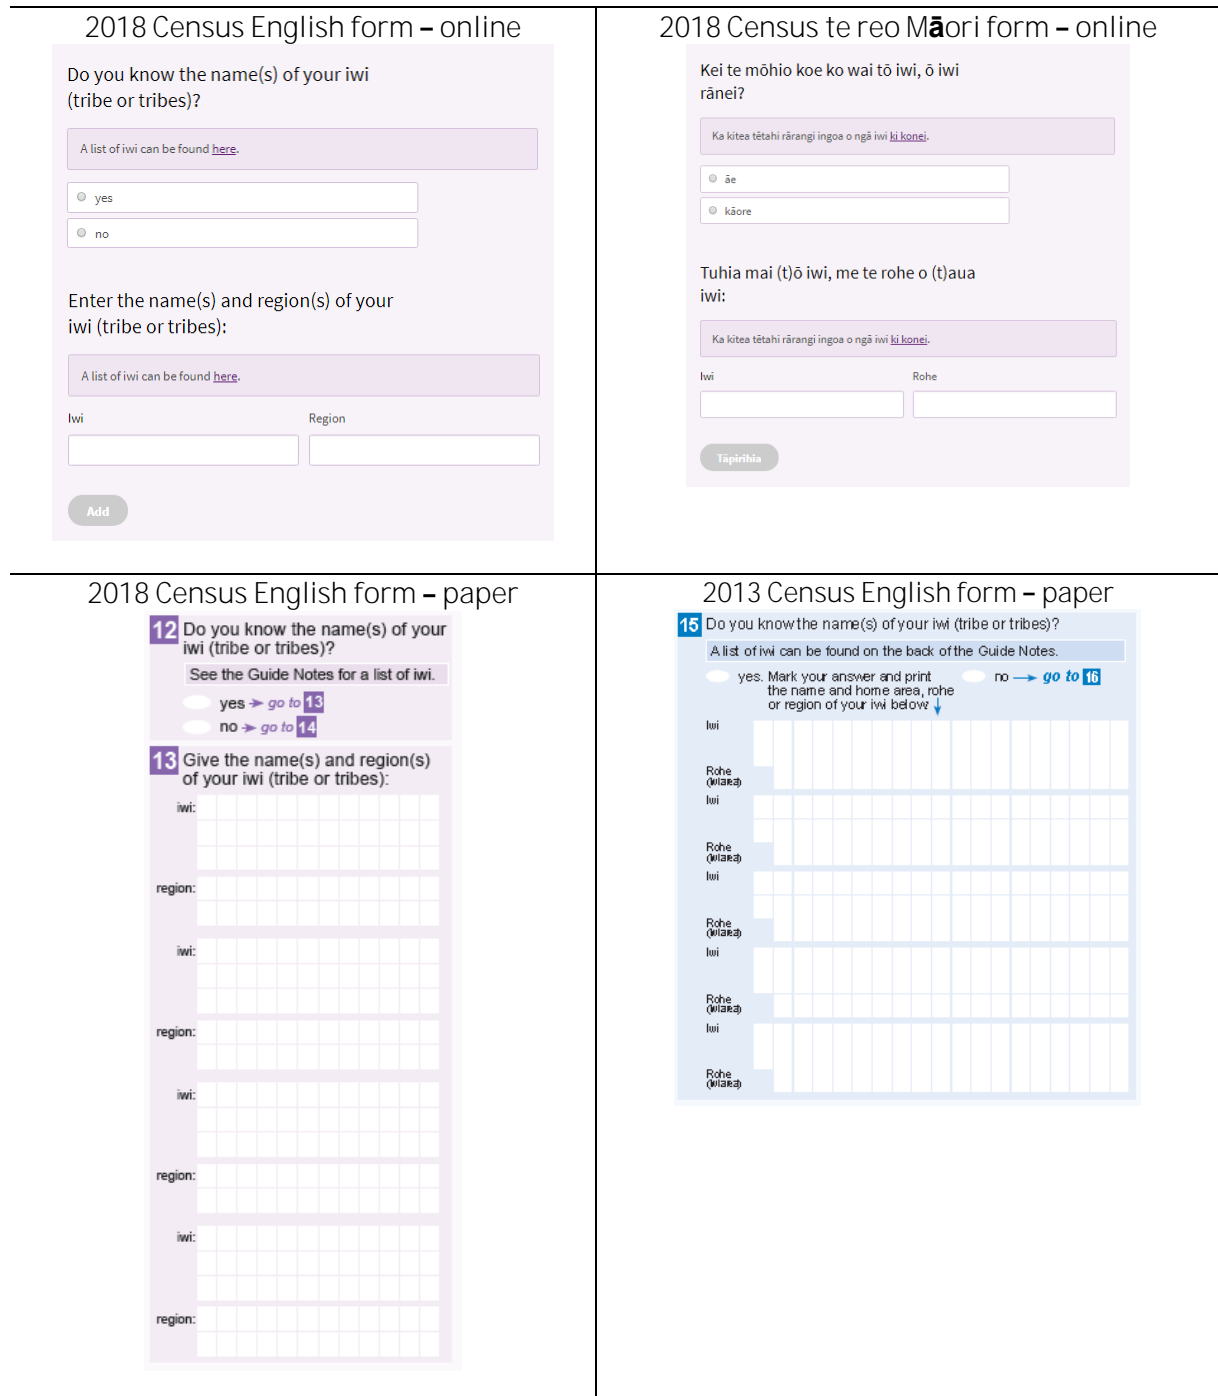 2018 Census English form – online
Do you know the name(s) of your iwi
(tribe or tribes)?
A list of iwi can be found here.
yes
no
Enter the name(s) and region(s) of your
iwi (tribe or tribes):
A list of iwi can be found here.
Iwi Region
Add
2018 Census te reo Māori form – online
Kei te mōhio koe ko wai tō iwi, ō iwi
rānei?
Ka kitea tētahi rārangi ingoa o ngā iwi ki konei.
āe
kāore
Tuhia mai (t)ō iwi, me te rohe o (t)aua
iwi:
Ka kitea tētahi rārangi ingoa o ngā iwi ki konei.
Iwi Rohe
Tāpirihia
2018 Census English form – paper
12 Do you know the name(s) of your
iwi (tribe or tribes)?
See the Guide Notes for a list of iwi.
yes go to 13
no go to 14
13 Give the name(s) and region(s)
of your iwi (tribe or tribes):
iwi:
region:
iwi:
region:
iwi:
region:
iwi:
region:
2013 Census English form – paper
15 Do you know the name(s) of your iwi (tribe or tribes)?
A list of iwi can be found on the back of the Guide Notes.
yes. Mark your answer and print no go to 16
the name and home area, rohe
or region of your iwi below
Iwi
Rohe
Iwi
Rohe
Iwi
Rohe
Iwi
Rohe
Iwi
Rohe